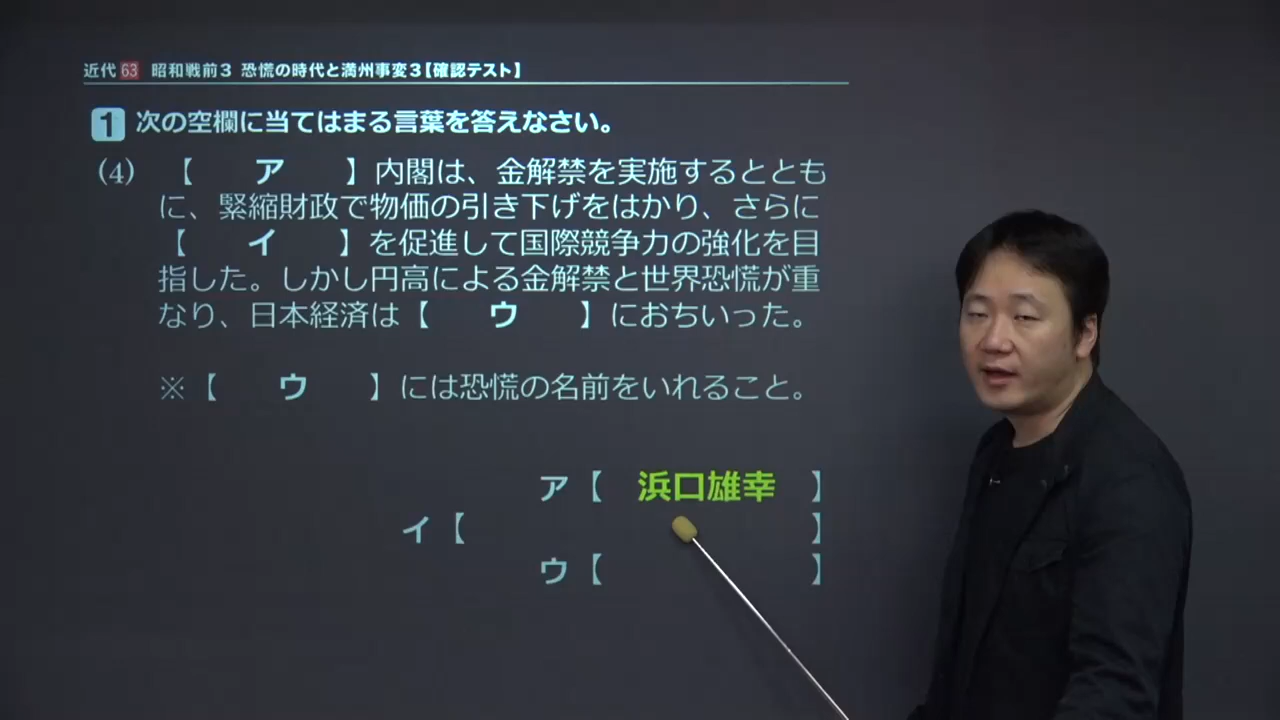 近代63 昭和戦前3 恐慌の時代と満州事変3【確認テスト】
1 次の空欄に当てはまる言葉を答えなさい。
(4) 【 ア 】内閣は、金解禁を実施するととも
に、緊縮財政で物価の引き下げをはかり、さらに
【 イ 】を促進して国際競争力の強化を目
指した。しかし円高による金解禁と世界恐慌が重
なり、日本経済は【 ウ 】におちいった。
※【 ウ 】には恐慌の名前をいれること。
ア【 浜口雄幸 】
イ【 】
ウ【 】